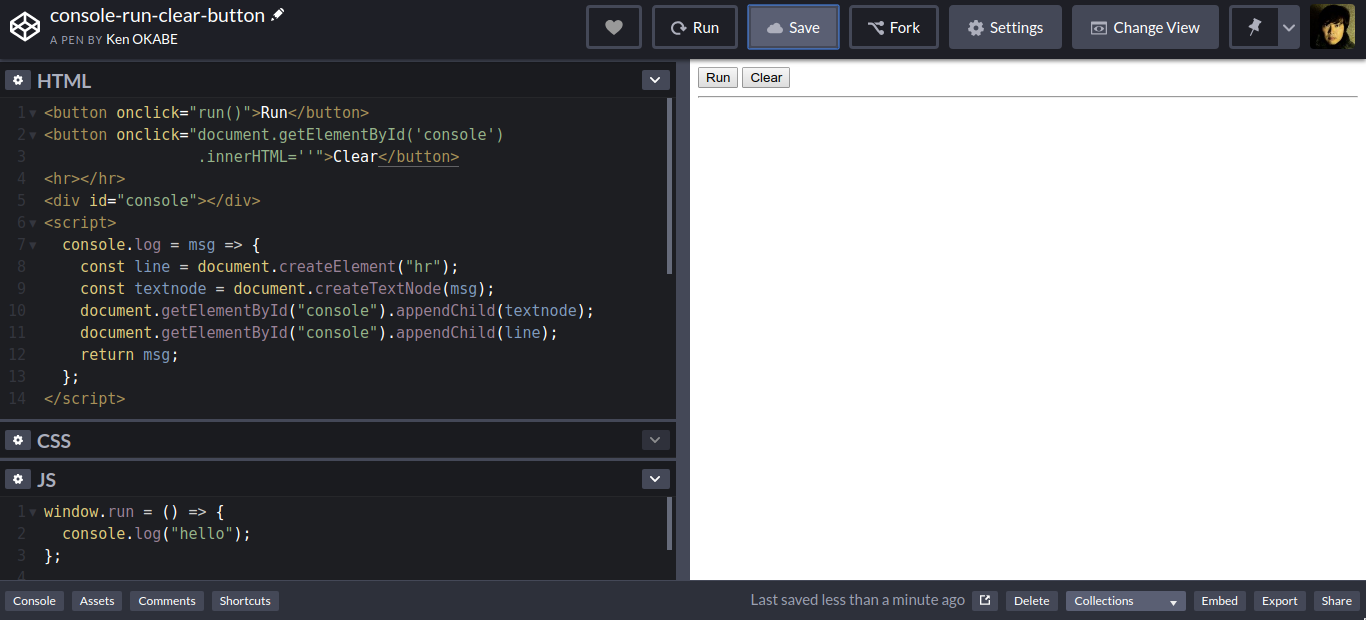 console-run-clear-button
A PEN BY Ken OKABE
Run
Save
Fork
Settings
Change View
HTML
1 <button onclick="run()">Run</button>
2 <button onclick="document.getElementById('console')
3 .innerHTML=''">Clear</button>
4 <hr></hr>
5 <div id="console"></div>
6 <script>
7 console.log = msg => {
8 const line = document.createElement("hr");
9 const textnode = document.createTextNode(msg);
10 document.getElementById("console").appendChild(textnode);
11 document.getElementById("console").appendChild(line);
12 return msg;
13 };
14 </script>
CSS
JS
1 window.run = () => {
2 console.log("hello");
3 };
4
Run Clear
Console Assets Comments Shortcuts
Last saved less than a minute ago
Delete Collections Embed Export Share